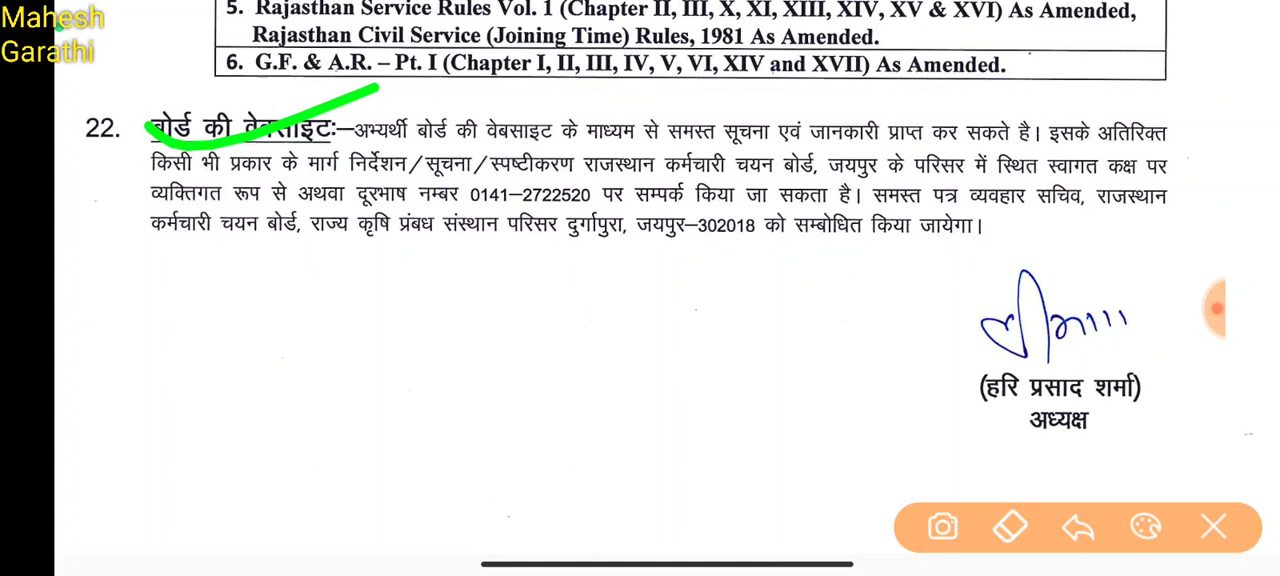 Mahesh
Garathi
5. Rajasthan Service Rules Vol. 1 (Chapter II, III, X, XI, XIII, XIV, XV & XVI) As Amended,
Rajasthan Civil Service (Joining Time) Rules, 1981 As Amended.
6. G.F. & A.R. – Pt. I (Chapter I, II, III, IV, V, VI, XIV and XVII) As Amended.
22. बोर्ड की वेबसाइटः–अभ्यर्थी बोर्ड की वेबसाइट के माध्यम से समस्त सूचना एवं जानकारी प्राप्त कर सकते है। इसके अतिरिक्त
किसी भी प्रकार के मार्ग निर्देशन/सूचना/स्पष्टीकरण राजस्थान कर्मचारी चयन बोर्ड, जयपुर के परिसर में स्थित स्वागत कक्ष पर
व्यक्तिगत रूप से अथवा दूरभाष नम्बर 0141–2722520 पर सम्पर्क किया जा सकता है। समस्त पत्र व्यवहार सचिव, राजस्थान
कर्मचारी चयन बोर्ड, राज्य कृषि प्रंबध संस्थान परिसर दुर्गापुरा, जयपुर–302018 को सम्बोधित किया जायेगा।
(हरि प्रसाद शर्मा)
अध्यक्ष